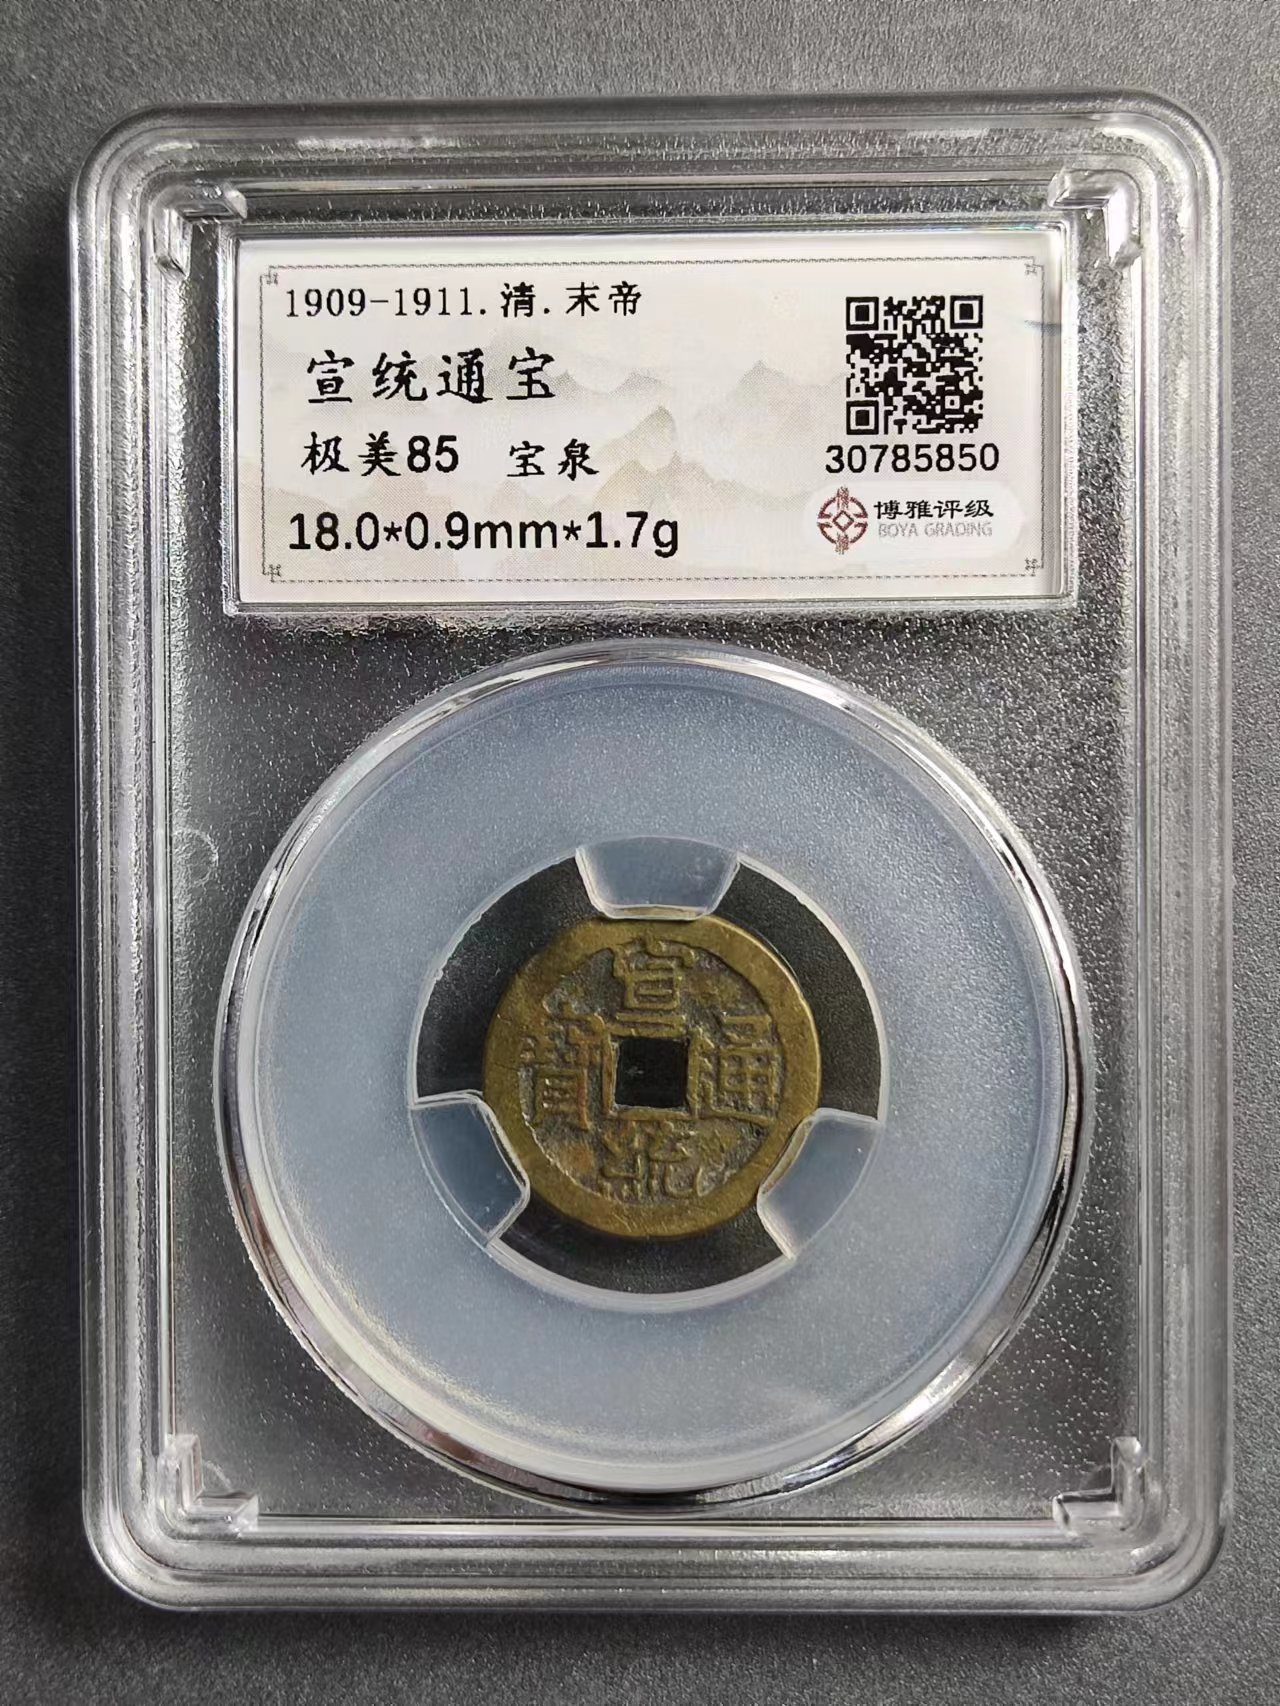 1909-1911.清.末帝
宣统通宝
极美85 宝泉
18.0*0.9mm*1.7g
30785850
博雅评级
BOYA GRADING
宣
寶 通
統